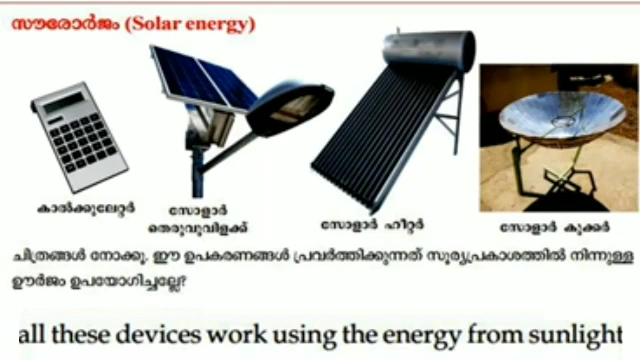 സൗരോർജം (Solar energy)
കാൽക്കുലേറ്റർ
സോളാർ
തെരുവുവിളക്ക്
സോളാർ ഹീറ്റർ
സോളാർ കുക്കർ
ചിത്രങ്ങൾ നോക്കൂ. ഈ ഉപകരണങ്ങൾ പ്രവർത്തിക്കുന്നത് സൂര്യപ്രകാശത്തിൽ നിന്നുള്ള
ഊർജം ഉപയോഗിച്ചല്ലേ?
all these devices work using the energy from sunlight